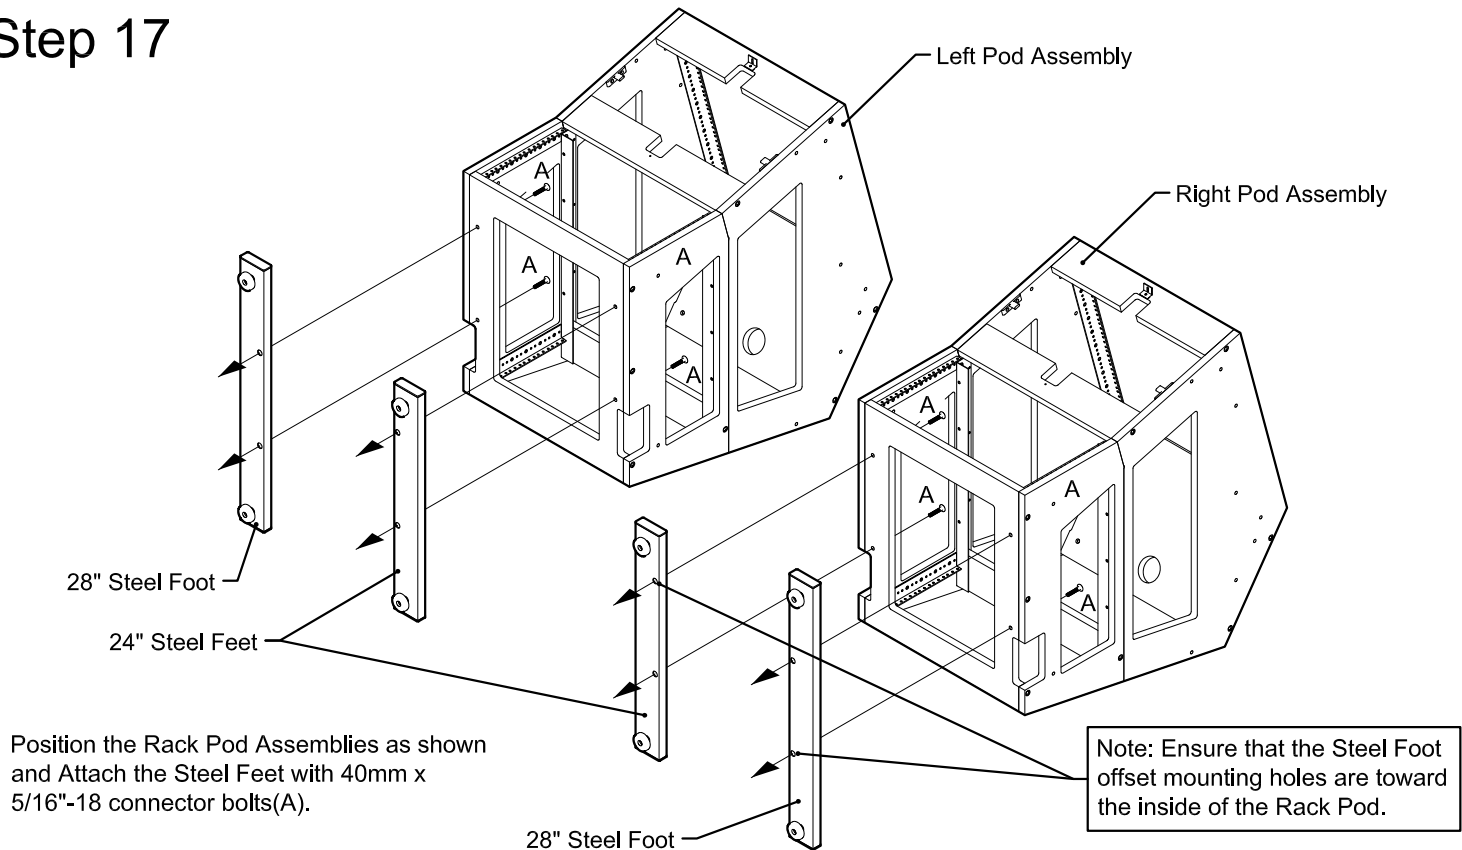 Step 17
Left Pod Assembly
Right Pod Assembly
A
A
A
A
A
A
A
A
28" Steel Foot
24" Steel Feet
Position the Rack Pod Assemblies as shown
and Attach the Steel Feet with 40mm x
5/16"-18 connector bolts(A).
28" Steel Foot
Note: Ensure that the Steel Foot
offset mounting holes are toward
the inside of the Rack Pod.